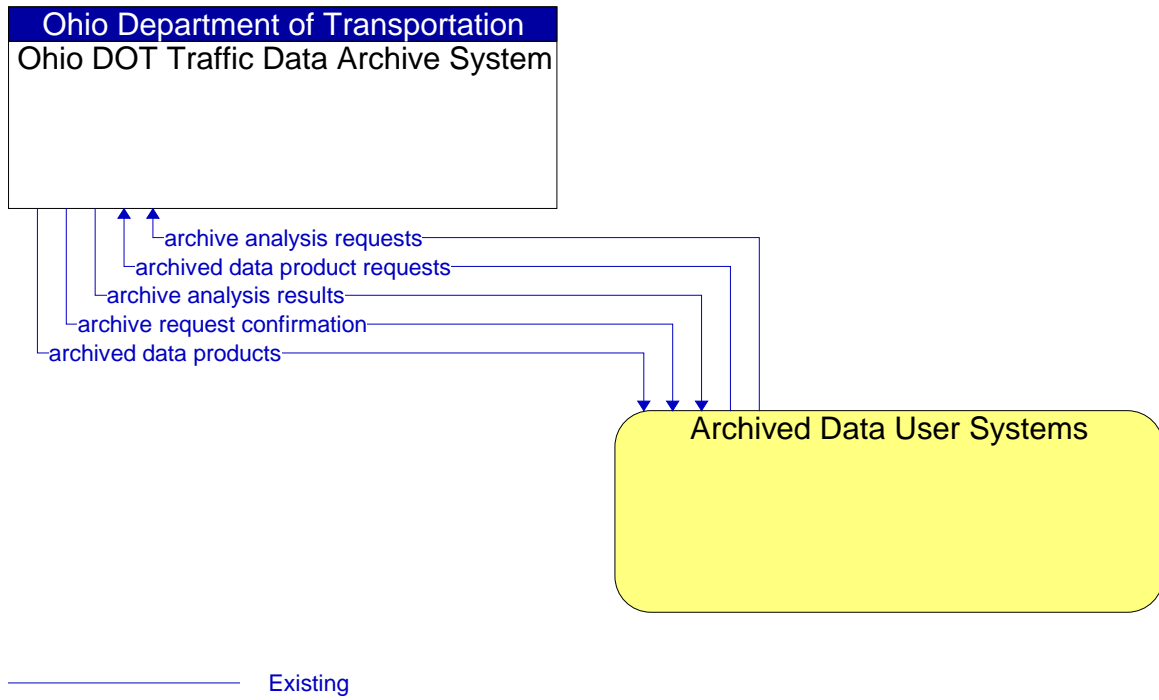 Ohio Department of Transportation
Ohio DOT Traffic Data Archive System
archive analysis requests
archived data product requests
archive analysis results
archive request confirmation
archived data products
Archived Data User Systems
Existing